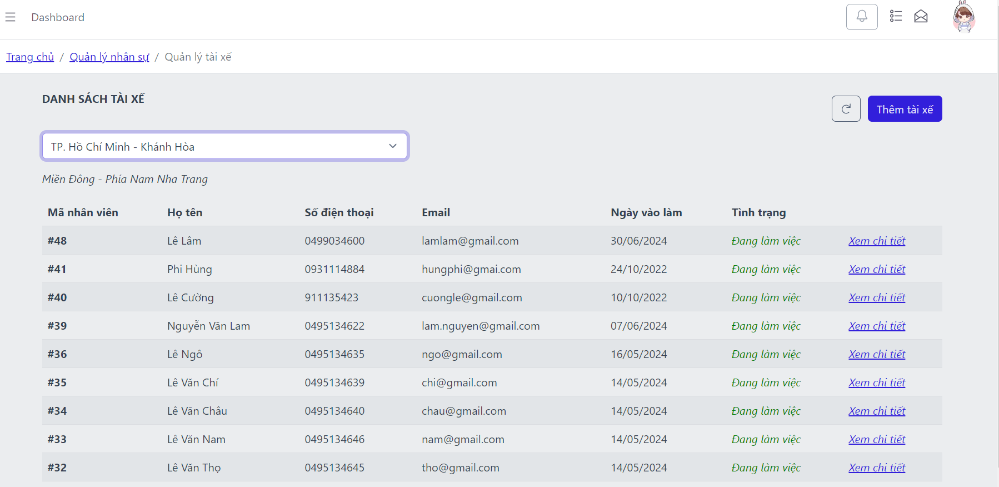 Dashboard
Trang chủ / Quản lý nhân sự / Quản lý tài xế
DANH SÁCH TÀI XẾ
Thêm tài xế
TP. Hồ Chí Minh - Khánh Hòa
Miền Đông - Phía Nam Nha Trang
Mã nhân viên Họ tên Số điện thoại Email Ngày vào làm Tình trạng
#48 Lê Lâm 0499034600 lamlam@gmail.com 30/06/2024 Đang làm việc Xem chi tiết
#41 Phi Hùng 0931114884 hungphi@gmai.com 24/10/2022 Đang làm việc Xem chi tiết
#40 Lê Cường 911135423 cuongle@gmail.com 10/10/2022 Đang làm việc Xem chi tiết
#39 Nguyễn Văn Lam 0495134622 lam.nguyen@gmail.com 07/06/2024 Đang làm việc Xem chi tiết
#36 Lê Ngô 0495134635 ngo@gmail.com 16/05/2024 Đang làm việc Xem chi tiết
#35 Lê Văn Chí 0495134639 chi@gmail.com 14/05/2024 Đang làm việc Xem chi tiết
#34 Lê Văn Châu 0495134640 chau@gmail.com 14/05/2024 Đang làm việc Xem chi tiết
#33 Lê Văn Nam 0495134646 nam@gmail.com 14/05/2024 Đang làm việc Xem chi tiết
#32 Lê Văn Thọ 0495134645 tho@gmail.com 14/05/2024 Đang làm việc Xem chi tiết